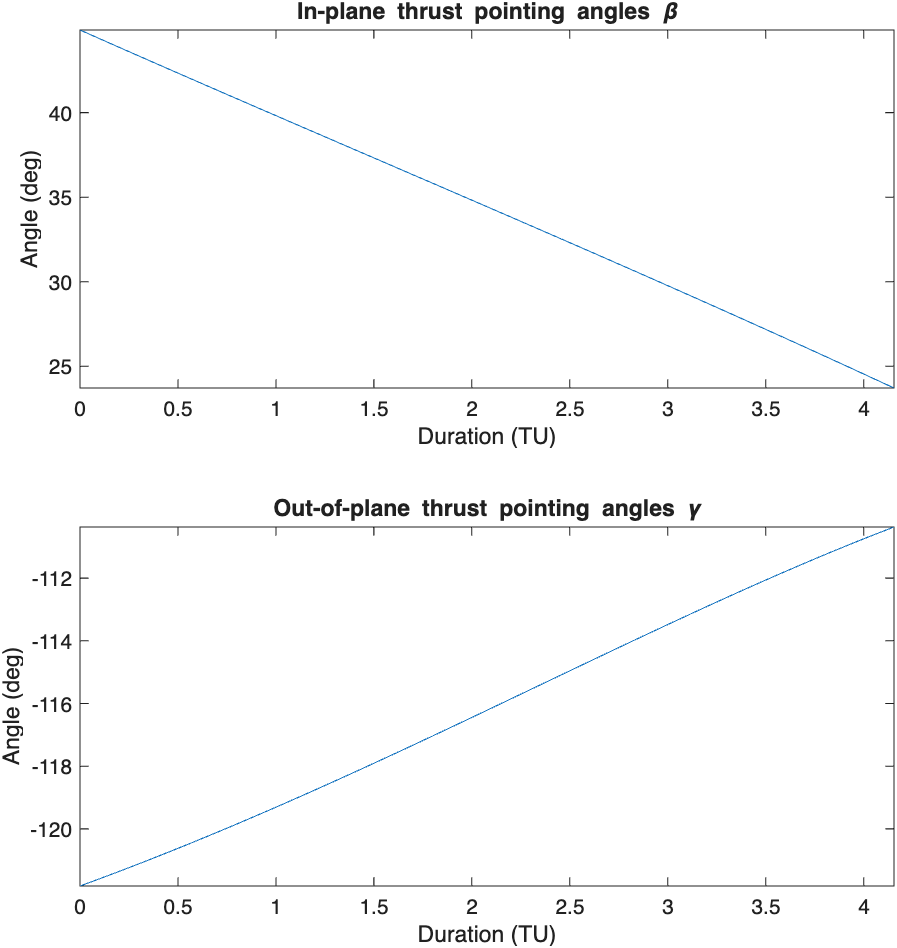 In-plane thrust pointing angles β
Angle (deg)
40
35
30
25
0 0.5 1 1.5 2 2.5 3 3.5 4
Duration (TU)
Out-of-plane thrust pointing angles γ
Angle (deg)
-112
-114
-116
-118
-120
0 0.5 1 1.5 2 2.5 3 3.5 4
Duration (TU)